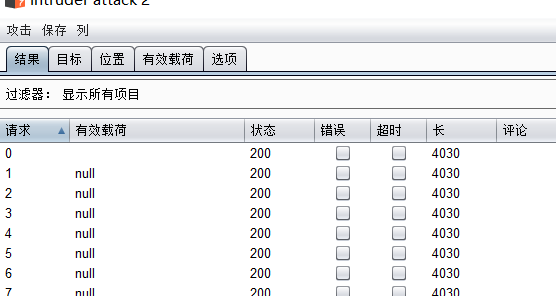 Intruder attack 2
攻击 保存 列
结果 目标 位置 有效载荷 选项
过滤器： 显示所有项目
请求 有效载荷 状态 错误 超时 长 评论
0 200 4030
1 null 200 4030
2 null 200 4030
3 null 200 4030
4 null 200 4030
5 null 200 4030
6 null 200 4030
7 null 200 4030